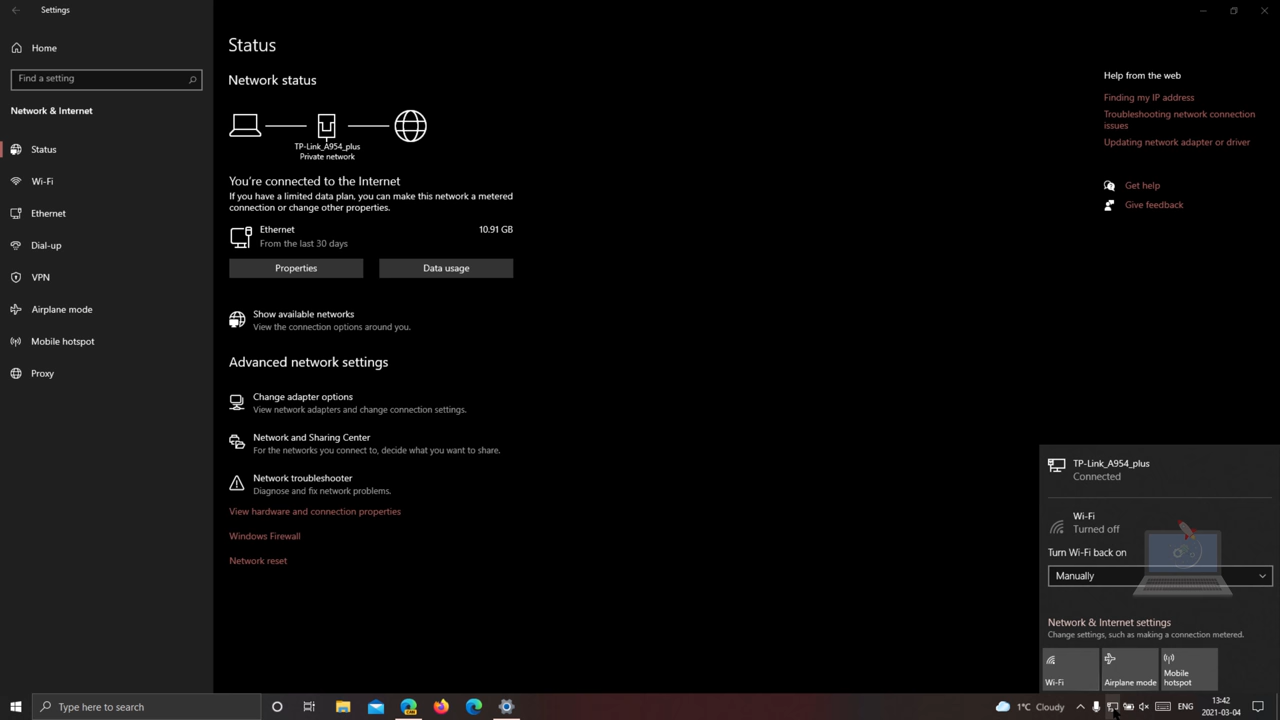 Settings
Home
Find a setting
Network & Internet
Status
Wi-Fi
Ethernet
Dial-up
VPN
Airplane mode
Mobile hotspot
Proxy
Status
Network status
TP-Link_A954_plus
Private network
You're connected to the Internet
If you have a limited data plan, you can make this network a metered
connection or change other properties.
Ethernet 10.91 GB
From the last 30 days
Properties Data usage
Show available networks
View the connection options around you.
Advanced network settings
Change adapter options
View network adapters and change connection settings.
Network and Sharing Center
For the networks you connect to, decide what you want to share.
Network troubleshooter
Diagnose and fix network problems.
View hardware and connection properties
Windows Firewall
Network reset
Help from the web
Finding my IP address
Troubleshooting network connection
issues
Updating network adapter or driver
Get help
Give feedback
TP-Link_A954_plus
Connected
Wi-Fi
Turned off
Turn Wi-Fi back on
Manually
Network & Internet settings
Change settings, such as making a connection metered.
Wi-Fi
Airplane mode
Mobile
hotspot
Type here to search
1°C Cloudy
ENG
13:42
2021-03-04